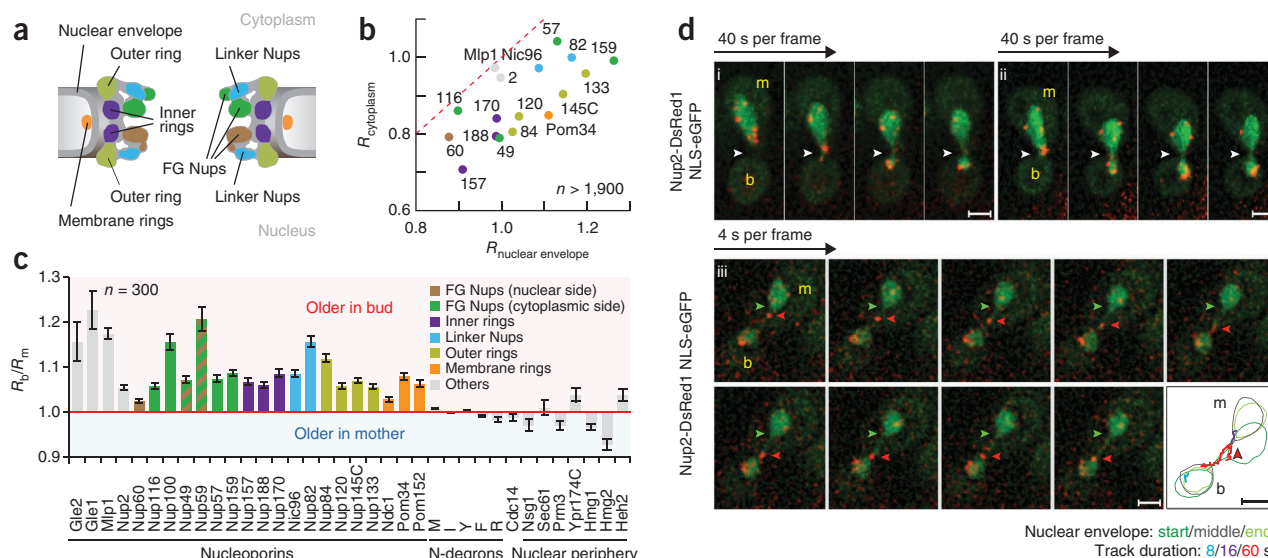 a
Cytoplasm
Nuclear envelope
Outer ring
Linker Nups
Inner
rings
FG Nups
Outer ring
Linker Nups
Membrane rings
Nucleus
b
57
1.0
Mlp1 Nic96
82
159
2
133
116
170
120
145C
Rcytoplasm
0.8
188
84
Pom34
60
49
157
n > 1,900
0.6
0.8
1.0
1.2
Rnuclear envelope
c
1.3
n = 300
Older in bud
1.2
1.1
1.0
0.9
Rb/Rm
Older in mother
FG Nups (nuclear side)
FG Nups (cytoplasmic side)
Inner rings
Linker Nups
Outer rings
Membrane rings
Others
Gle2
Gle1
Mlp1
Nup2
Nup60
Nup116
Nup100
Nup49
Nup59
Nup57
Nup159
Nup157
Nup188
Nup170
Nic96
Nup82
Nup84
Nup120
Nup145C
Nup133
Ndc1
Pom34
Pom152
M
I
Y
F
R
Cdc14
Nsg1
Sec61
Prm3
Ypr174C
Hmg1
Hmg2
Heh2
Nucleoporins
N-degrons
Nuclear periphery
d
40 s per frame
40 s per frame
Nup2-DsRed1
NLS-eGFP
i
m
b
ii
m
b
4 s per frame
Nup2-DsRed1 NLS-eGFP
iii
m
b
m
b
Nuclear envelope: start/middle/end
Track duration: 8/16/60 s